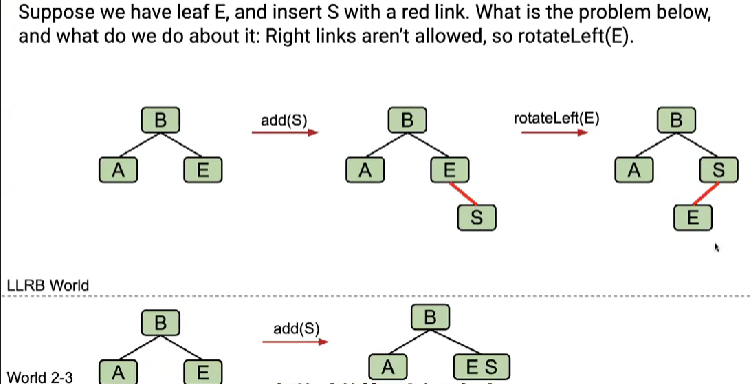 Suppose we have leaf E, and insert S with a red link. What is the problem below,
and what do we do about it: Right links aren't allowed, so rotateLeft(E).
B add(S) B rotateLeft(E) B
A E A E A S
S E
LLRB World
B add(S) B
World 2-3 A E A E S